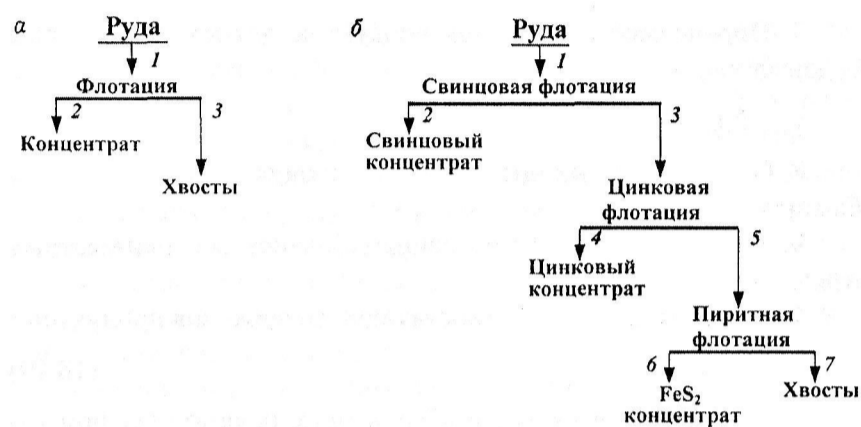 а
Руда
1
Флотация
2
3
Концентрат
Хвосты
б
Руда
1
Свинцовая флотация
2
3
Свинцовый
концентрат
Цинковая
флотация
4
5
Цинковый
концентрат
Пиритная
флотация
6
7
FeS₂
концентрат
Хвосты